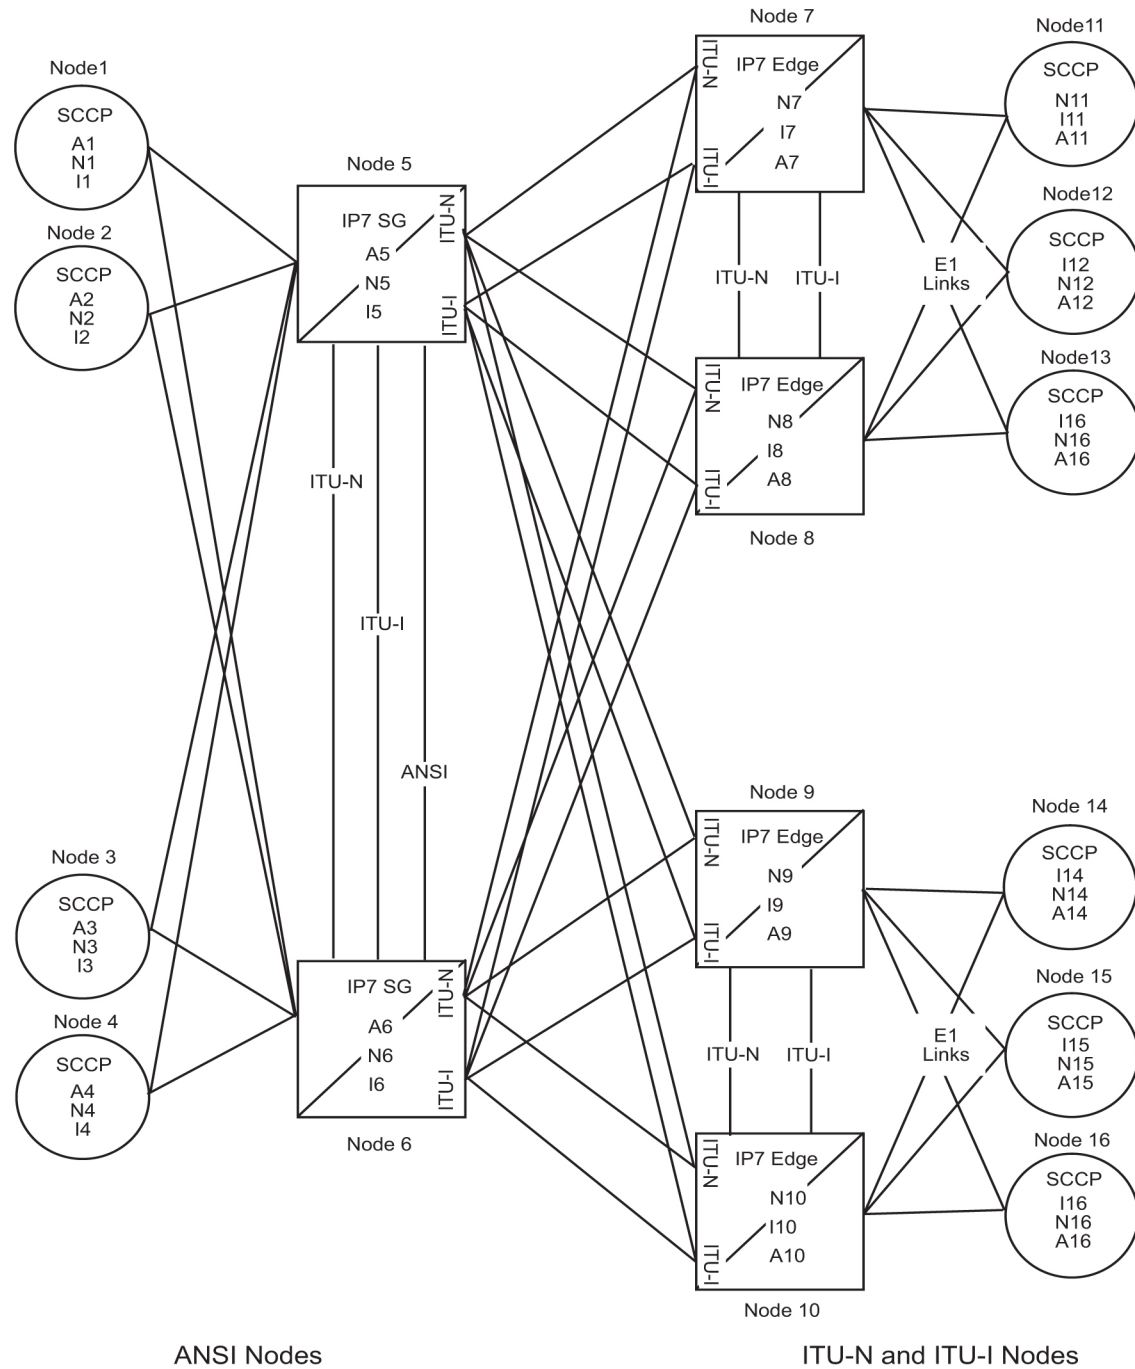 Node1
SCCP
A1
N1
I1
Node 2
SCCP
A2
N2
I2
Node 3
SCCP
A3
N3
I3
Node 4
SCCP
A4
N4
I4
Node 5
IP7 SG
A5
N5
I5
ITU-N
ITU-I
ITU-N
ITU-I
ANSI
IP7 SG
A6
N6
I6
ITU-N
ITU-I
Node 6
Node 7
ITU-N
IP7 Edge
N7
I7
A7
ITU-I
ITU-N
ITU-I
ITU-N
IP7 Edge
N8
I8
A8
ITU-I
Node 8
Node 9
ITU-N
IP7 Edge
N9
I9
A9
ITU-I
ITU-N
ITU-I
ITU-N
IP7 Edge
N10
I10
A10
ITU-I
Node 10
Node11
SCCP
N11
I11
A11
Node12
SCCP
I12
N12
A12
E1
Links
Node13
SCCP
I16
N16
A16
Node 14
SCCP
I14
N14
A14
Node 15
SCCP
I15
N15
A15
E1
Links
Node 16
SCCP
I16
N16
A16
ANSI Nodes
ITU-N and ITU-I Nodes